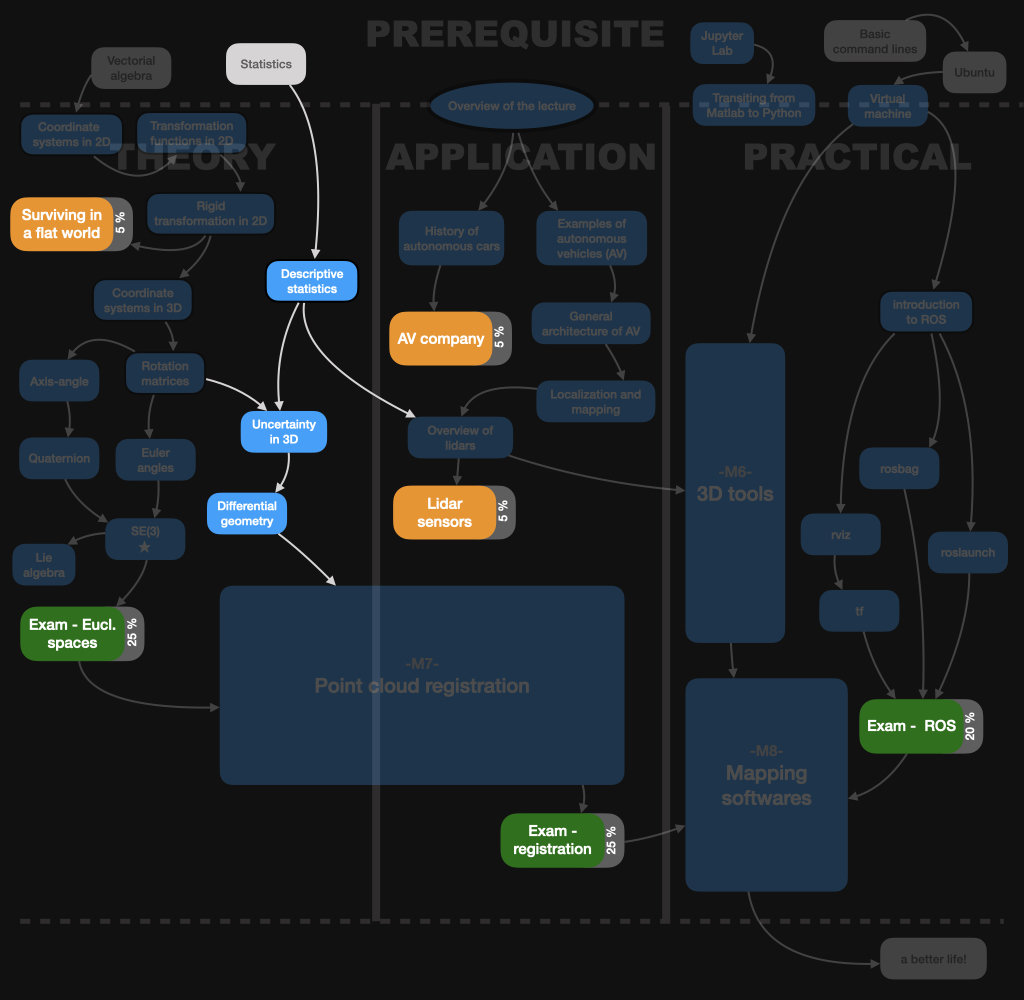 PREREQUISITE
Vectorial
algebra
Statistics
Jupyter
Lab
Basic
command lines
Ubuntu
Overview of the lecture
Transiting from
Matlab to Python
Virtual
machine
THEORY
APPLICATION
PRACTICAL
Coordinate
systems in 2D
Transformation
functions in 2D
Surviving in
a flat world
5 %
Rigid
transformation in 2D
History of
autonomous cars
Examples of
autonomous
vehicles (AV)
Descriptive
statistics
Coordinate
systems in 3D
introduction
to ROS
AV company
5 %
General
architecture of AV
Axis-angle
Rotation
matrices
Localization and
mapping
Uncertainty
in 3D
Overview of
lidars
Quaternion
Euler
angles
-M6-
3D tools
rosbag
Differential
geometry
Lidar
sensors
5 %
SE(3)
★
Lie
algebra
rviz
roslaunch
tf
Exam - Eucl.
spaces
25 %
-M7-
Point cloud registration
Exam - ROS
20 %
-M8-
Mapping
softwares
Exam -
registration
25 %
a better life!